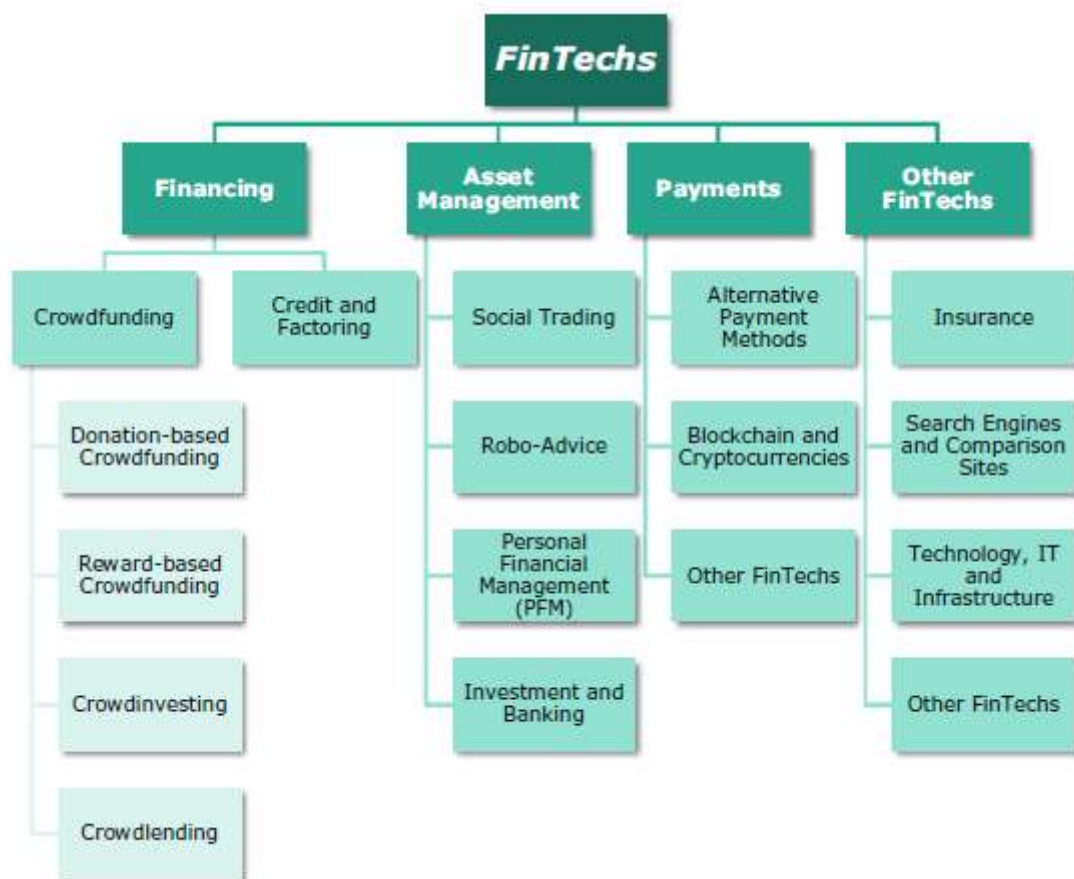 FinTechs
Financing
Asset
Management
Payments
Other
FinTechs
Crowdfunding
Credit and
Factoring
Social Trading
Alternative
Payment
Methods
Insurance
Donation-based
Crowdfunding
Robo-Advice
Blockchain and
Cryptocurrencies
Search Engines
and Comparison
Sites
Reward-based
Crowdfunding
Personal
Financial
Management
(PFM)
Other FinTechs
Technology, IT
and
Infrastructure
Crowdinvesting
Investment and
Banking
Other FinTechs
Crowdlending